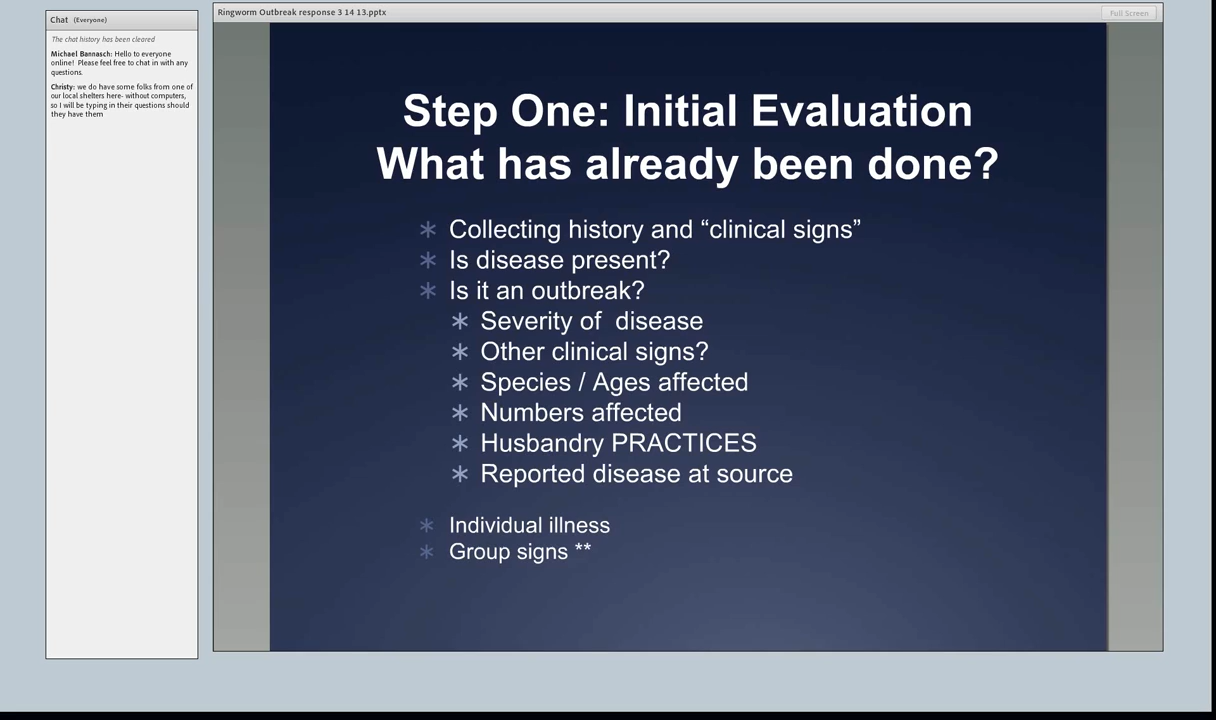 Chat (Everyone)
The chat history has been cleared
Michael Bannasch: Hello to everyone
online! Please feel free to chat in with any
questions.
Christy: we do have some folks from one of
our local shelters here- without computers,
so I will be typing in their questions should
they have them
Ringworm Outbreak response 3 14 13.pptx
Full Screen
Step One: Initial Evaluation
What has already been done?
Collecting history and “clinical signs”
Is disease present?
Is it an outbreak?
Severity of  disease
Other clinical signs?
Species / Ages affected
Numbers affected
Husbandry PRACTICES
Reported disease at source
Individual illness
Group signs **